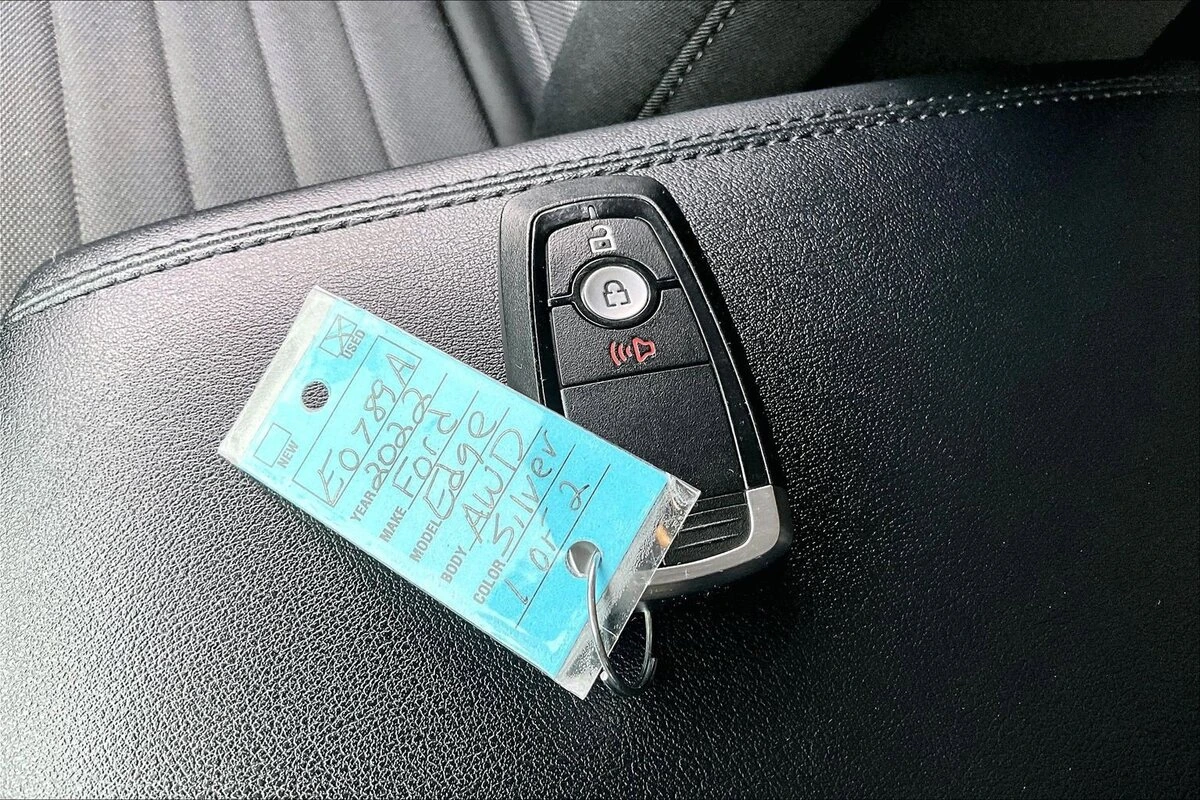 USED
NEW
E0789A
YEAR 2022
MAKE Ford
MODEL Edge
BODY AWD
COLOR Silver
1 OF 2